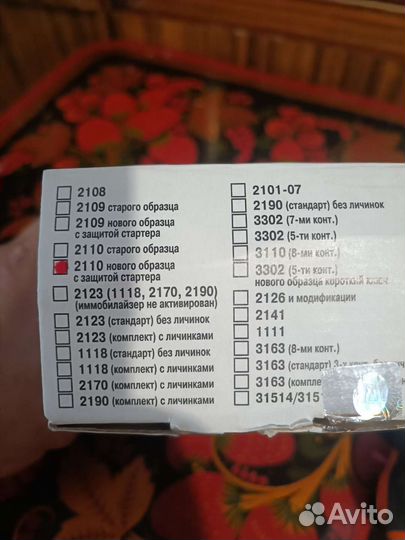 2108
2109 старого образца
2109 нового образца
с защитой стартера
2110 старого образца
2110 нового образца
с защитой стартера
2123 (1118, 2170, 2190)
(иммобилайзер не активирован)
2123 (стандарт) без личинок
2123 (комплект) с личинками
1118 (стандарт) без личинок
1118 (комплект) с личинками
2170 (комплект) с личинками
2190 (комплект) с личинками
2101-07
2190 (стандарт) без личинок
3302 (7-ми конт.)
3302 (5-ти конт.)
3110 (8-ми конт.)
3302 (5-ти конт.)
нового образца короткий ключ
2126 и модификации
2141
1111
3163 (8-ми конт.)
3163 (стандарт)
3163
31514/315
Avito